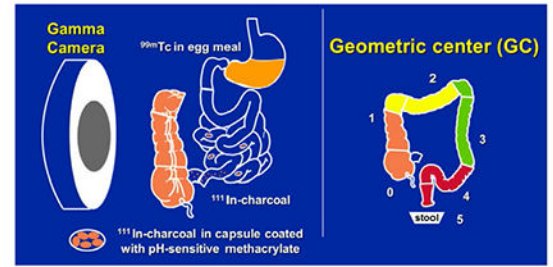 Gamma
Camera
⁹⁹ᵐTc in egg meal
¹¹¹In-charcoal
¹¹¹In-charcoal in capsule coated
with pH-sensitive methacrylate
Geometric center (GC)
2
1
3
0
4
stool
5